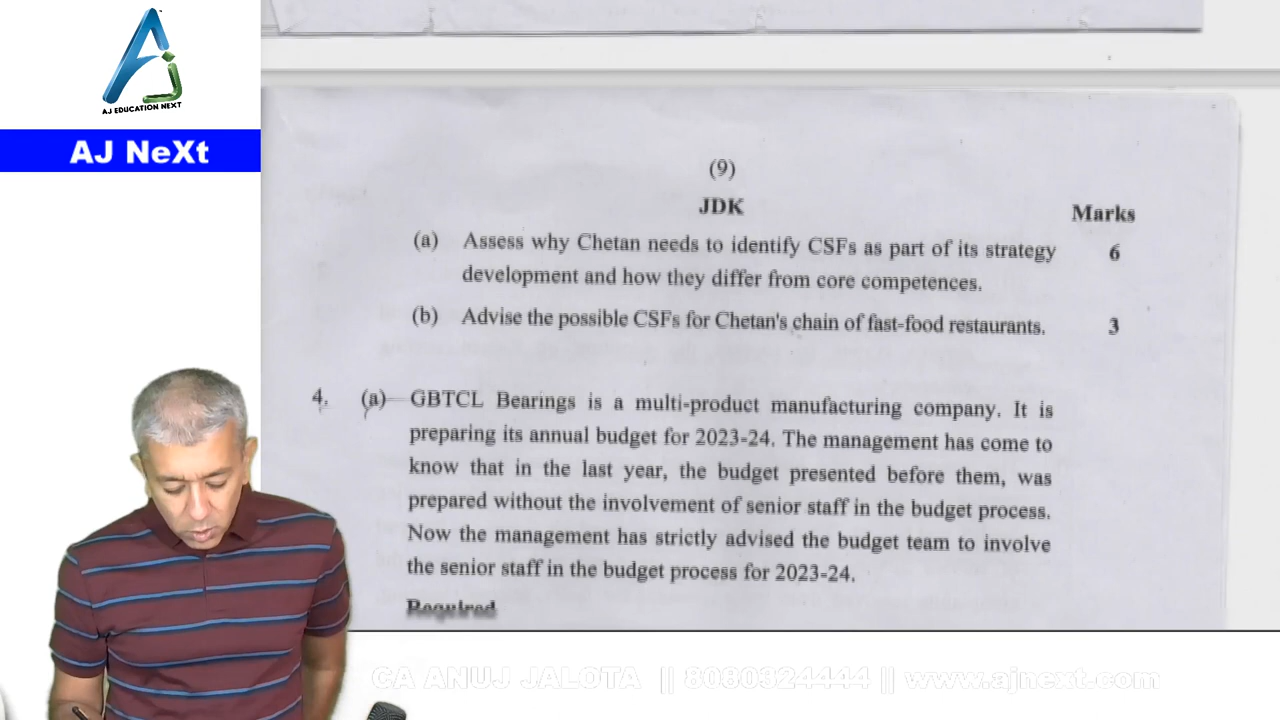 AJ EDUCATION NEXT
AJ NeXt
(9)
JDK
Marks
(a) Assess why Chetan needs to identify CSFs as part of its strategy 6
development and how they differ from core competences.
(b) Advise the possible CSFs for Chetan's chain of fast-food restaurants. 3
4. (a) GBTCL Bearings is a multi-product manufacturing company. It is
preparing its annual budget for 2023-24. The management has come to
know that in the last year, the budget presented before them, was
prepared without the involvement of senior staff in the budget process.
Now the management has strictly advised the budget team to involve
the senior staff in the budget process for 2023-24.
Required
CA ANUJ JALOTA || 8080924444 || www.ajnext.com